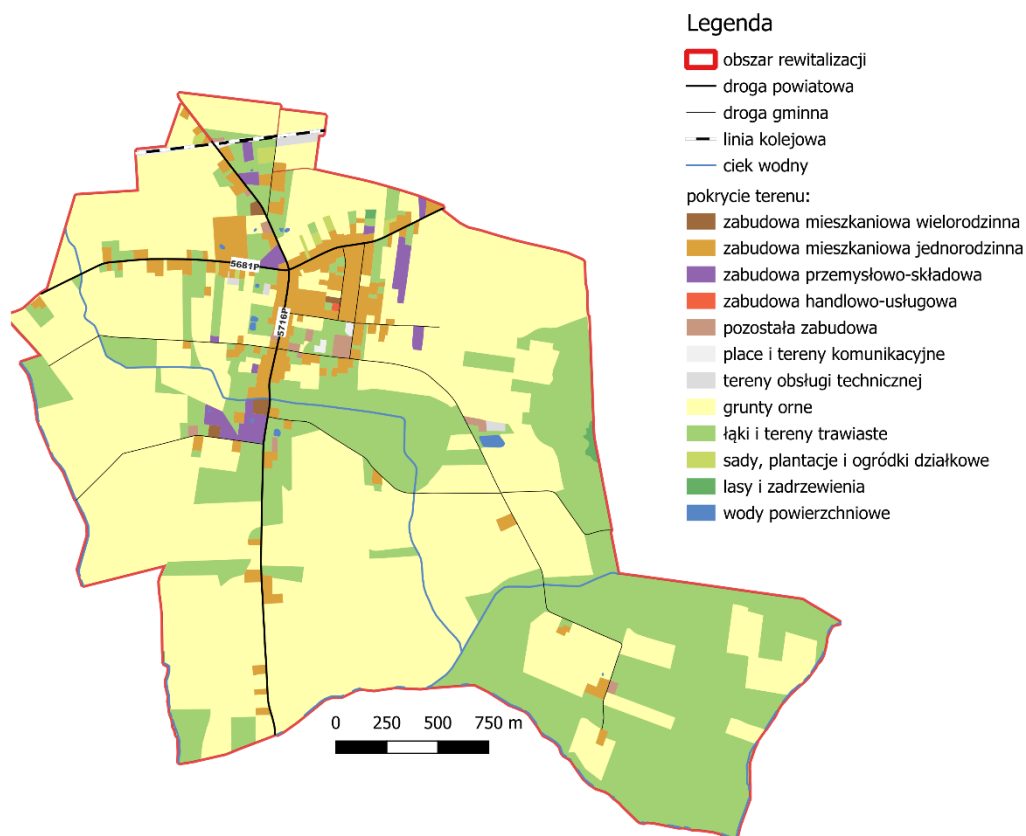 Legenda
obszar rewitalizacji
droga powiatowa
droga gminna
linia kolejowa
ciek wodny
pokrycie terenu:
zabudowa mieszkaniowa wielorodzinna
zabudowa mieszkaniowa jednorodzinna
zabudowa przemysłowo-składowa
zabudowa handlowo-usługowa
pozostała zabudowa
place i tereny komunikacyjne
tereny obsługi technicznej
grunty orne
łąki i tereny trawiaste
sady, plantacje i ogródki działkowe
lasy i zadrzewienia
wody powierzchniowe
5681P
5716P
0 250 500 750 m